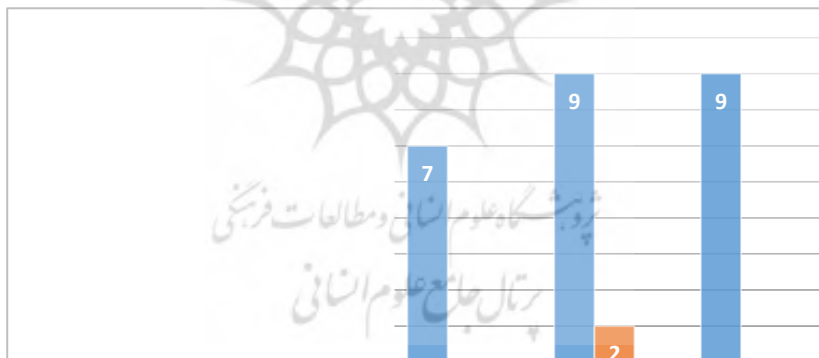 9 9
7
پژوهشگاه علوم انسانی و مطالعات فرهنگی
پرتال جامع علوم انسانی
2